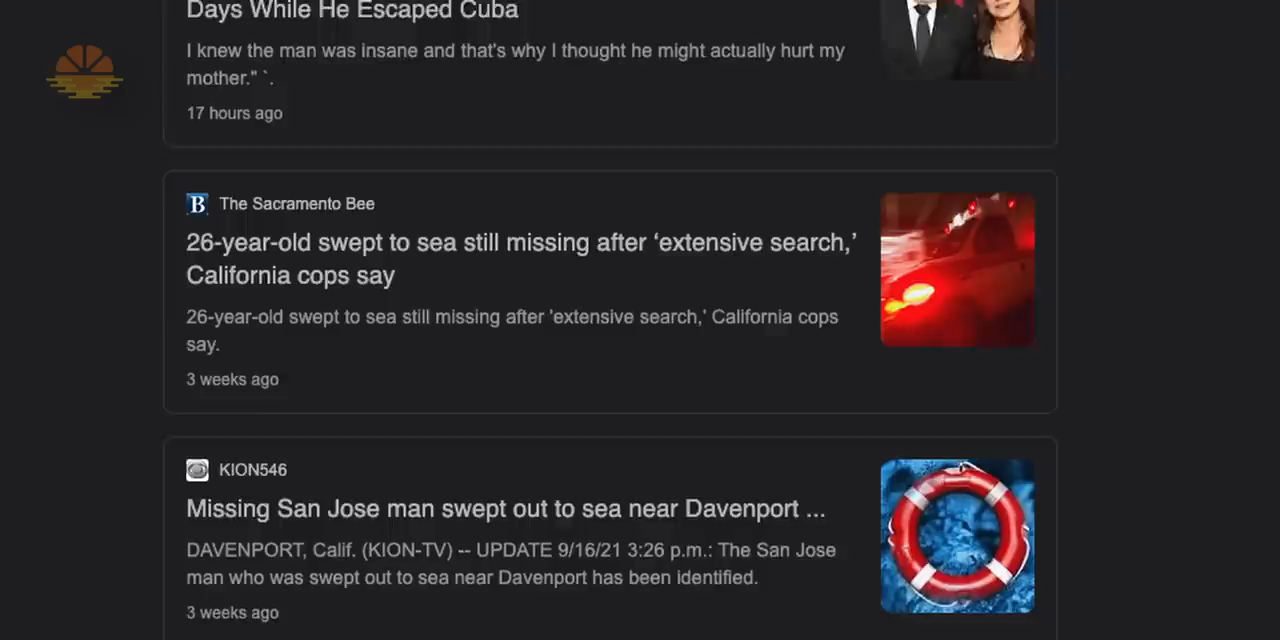 Days While He Escaped Cuba
I knew the man was insane and that's why I thought he might actually hurt my
mother." `.
17 hours ago
B The Sacramento Bee
26-year-old swept to sea still missing after ‘extensive search,’
California cops say
26-year-old swept to sea still missing after 'extensive search,' California cops
say.
3 weeks ago
KION546
Missing San Jose man swept out to sea near Davenport ...
DAVENPORT, Calif. (KION-TV) -- UPDATE 9/16/21 3:26 p.m.: The San Jose
man who was swept out to sea near Davenport has been identified.
3 weeks ago